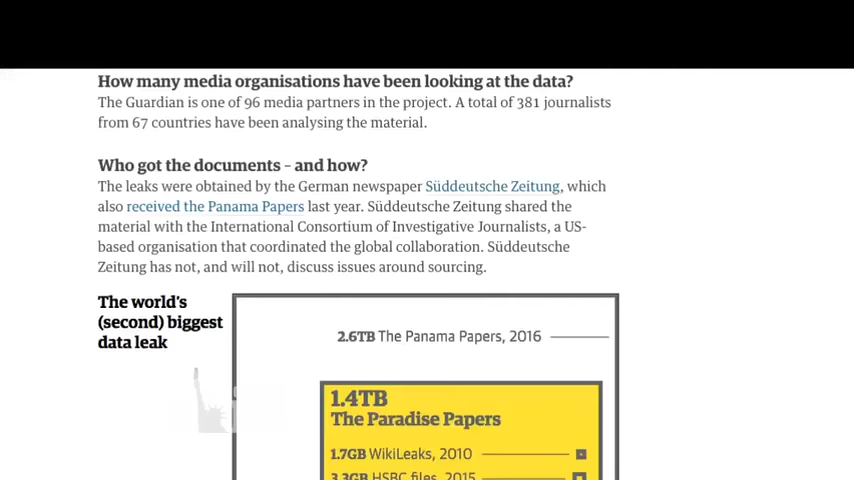 How many media organisations have been looking at the data?
The Guardian is one of 96 media partners in the project. A total of 381 journalists
from 67 countries have been analysing the material.
Who got the documents – and how?
The leaks were obtained by the German newspaper Süddeutsche Zeitung, which
also received the Panama Papers last year. Süddeutsche Zeitung shared the
material with the International Consortium of Investigative Journalists, a US-
based organisation that coordinated the global collaboration. Süddeutsche
Zeitung has not, and will not, discuss issues around sourcing.
The world's
(second) biggest
data leak
2.6TB The Panama Papers, 2016
1.4TB
The Paradise Papers
1.7GB WikiLeaks, 2010
3.3GB HSBC files, 2015